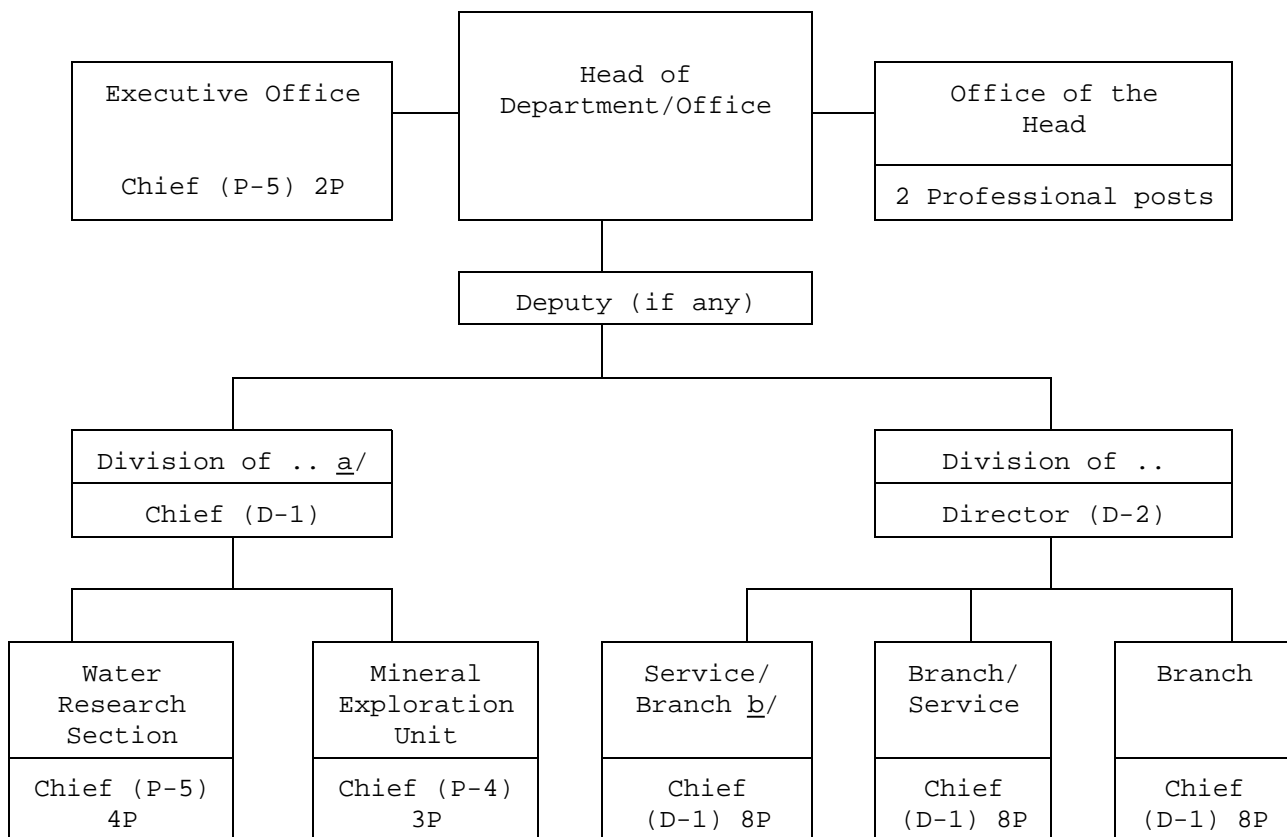 Head of
Department/Office
Executive Office
Chief (P-5) 2P
Office of the
Head
2 Professional posts
Deputy (if any)
Division of .. a/
Chief (D-1)
Division of ..
Director (D-2)
Water
Research
Section
Chief (P-5)
4P
Mineral
Exploration
Unit
Chief (P-4)
3P
Service/
Branch b/
Chief
(D-1) 8P
Branch/
Service
Chief
(D-1) 8P
Branch
Chief
(D-1) 8P